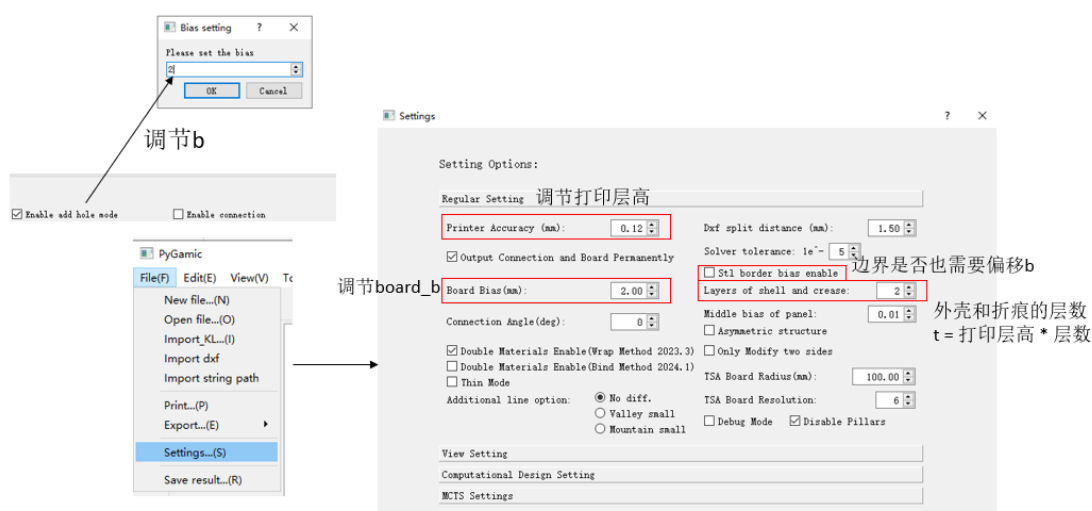 Bias setting ? ×
Please set the bias
2
OK Cancel
调节b
Enable add hole mode Enable connection
PyGamic
File(F) Edit(E) View(V)
New file...(N)
Open file...(O)
Import_KL...(I)
Import dxf
Import string path
Print...(P)
Export...(E)
Settings...(S)
Save result...(R)
Settings ? ×
Setting Options:
Regular Setting 调节打印层高
Printer Accuracy (mm): 0.12 Dxf split distance (mm): 1.50
Output Connection and Board Permanently Solver tolerance: 1e^- 5
Stl border bias enable 边界是否也需要偏移b
调节board_b Board Bias(mm): 2.00 Layers of shell and crease: 2
外壳和折痕的层数
t = 打印层高 * 层数
Connection Angle(deg): 0 Middle bias of panel: 0.01
Asymmetric structure
Double Materials Enable(Wrap Method 2023.3) Only Modify two sides
Double Materials Enable(Bind Method 2024.1)
Thin Mode TSA Board Radius(mm): 100.00
Additional line option: No diff. TSA Board Resolution: 6
Valley small Debug Mode Disable Pillars
Mountain small
View Setting
Computational Design Setting
MCTS Settings